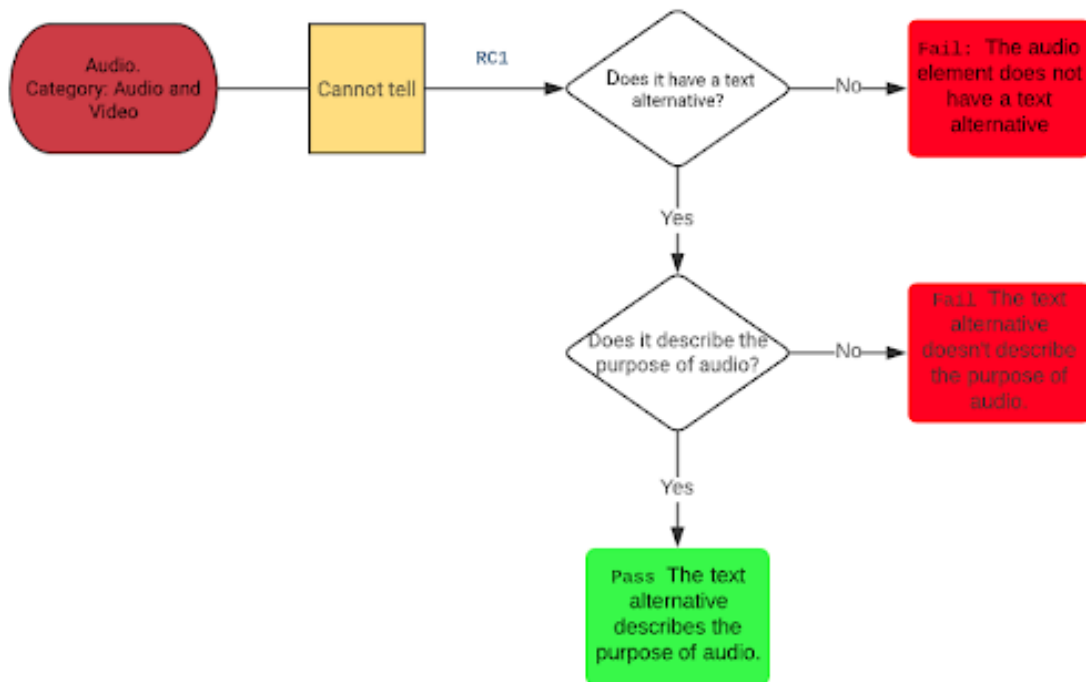 Audio.
Category: Audio and
Video
Cannot tell
RC1
Does it have a text
alternative?
No
Fail: The audio
element does not
have a text
alternative
Yes
Does it describe the
purpose of audio?
No
Fail The text
alternative
doesn't describe
the purpose of
audio.
Yes
Pass The text
alternative
describes the
purpose of audio.